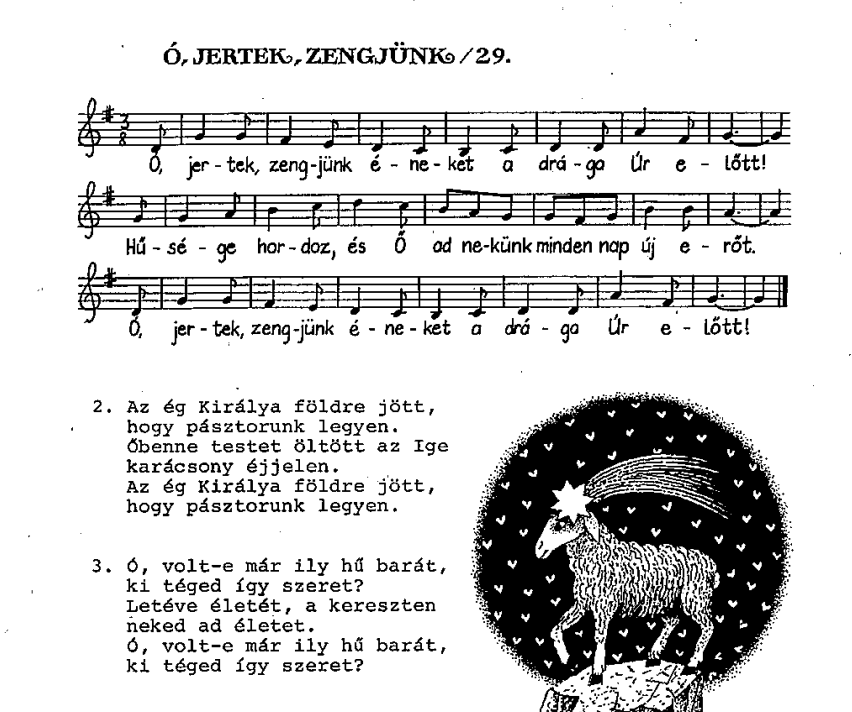 Ó, JERTEK, ZENGJÜNK /29.
3
8
Ó, jer - tek, zeng - jünk é - ne - ket a drá - ga Úr e - lőtt!
Hű - sé - ge hor - doz, és Ő ad ne-künk minden nap új e - rőt.
Ó, jer - tek, zeng-jünk é - ne - ket a drá - ga Úr e - lőtt!
2. Az ég Királya földre jött,
hogy pásztorunk legyen.
Őbenne testet öltött az Ige
karácsony éjjelen.
Az ég Királya földre jött,
hogy pásztorunk legyen.
3. Ó, volt-e már ily hű barát,
ki téged így szeret?
Letéve életét, a kereszten
neked ad életet.
Ó, volt-e már ily hű barát,
ki téged így szeret?